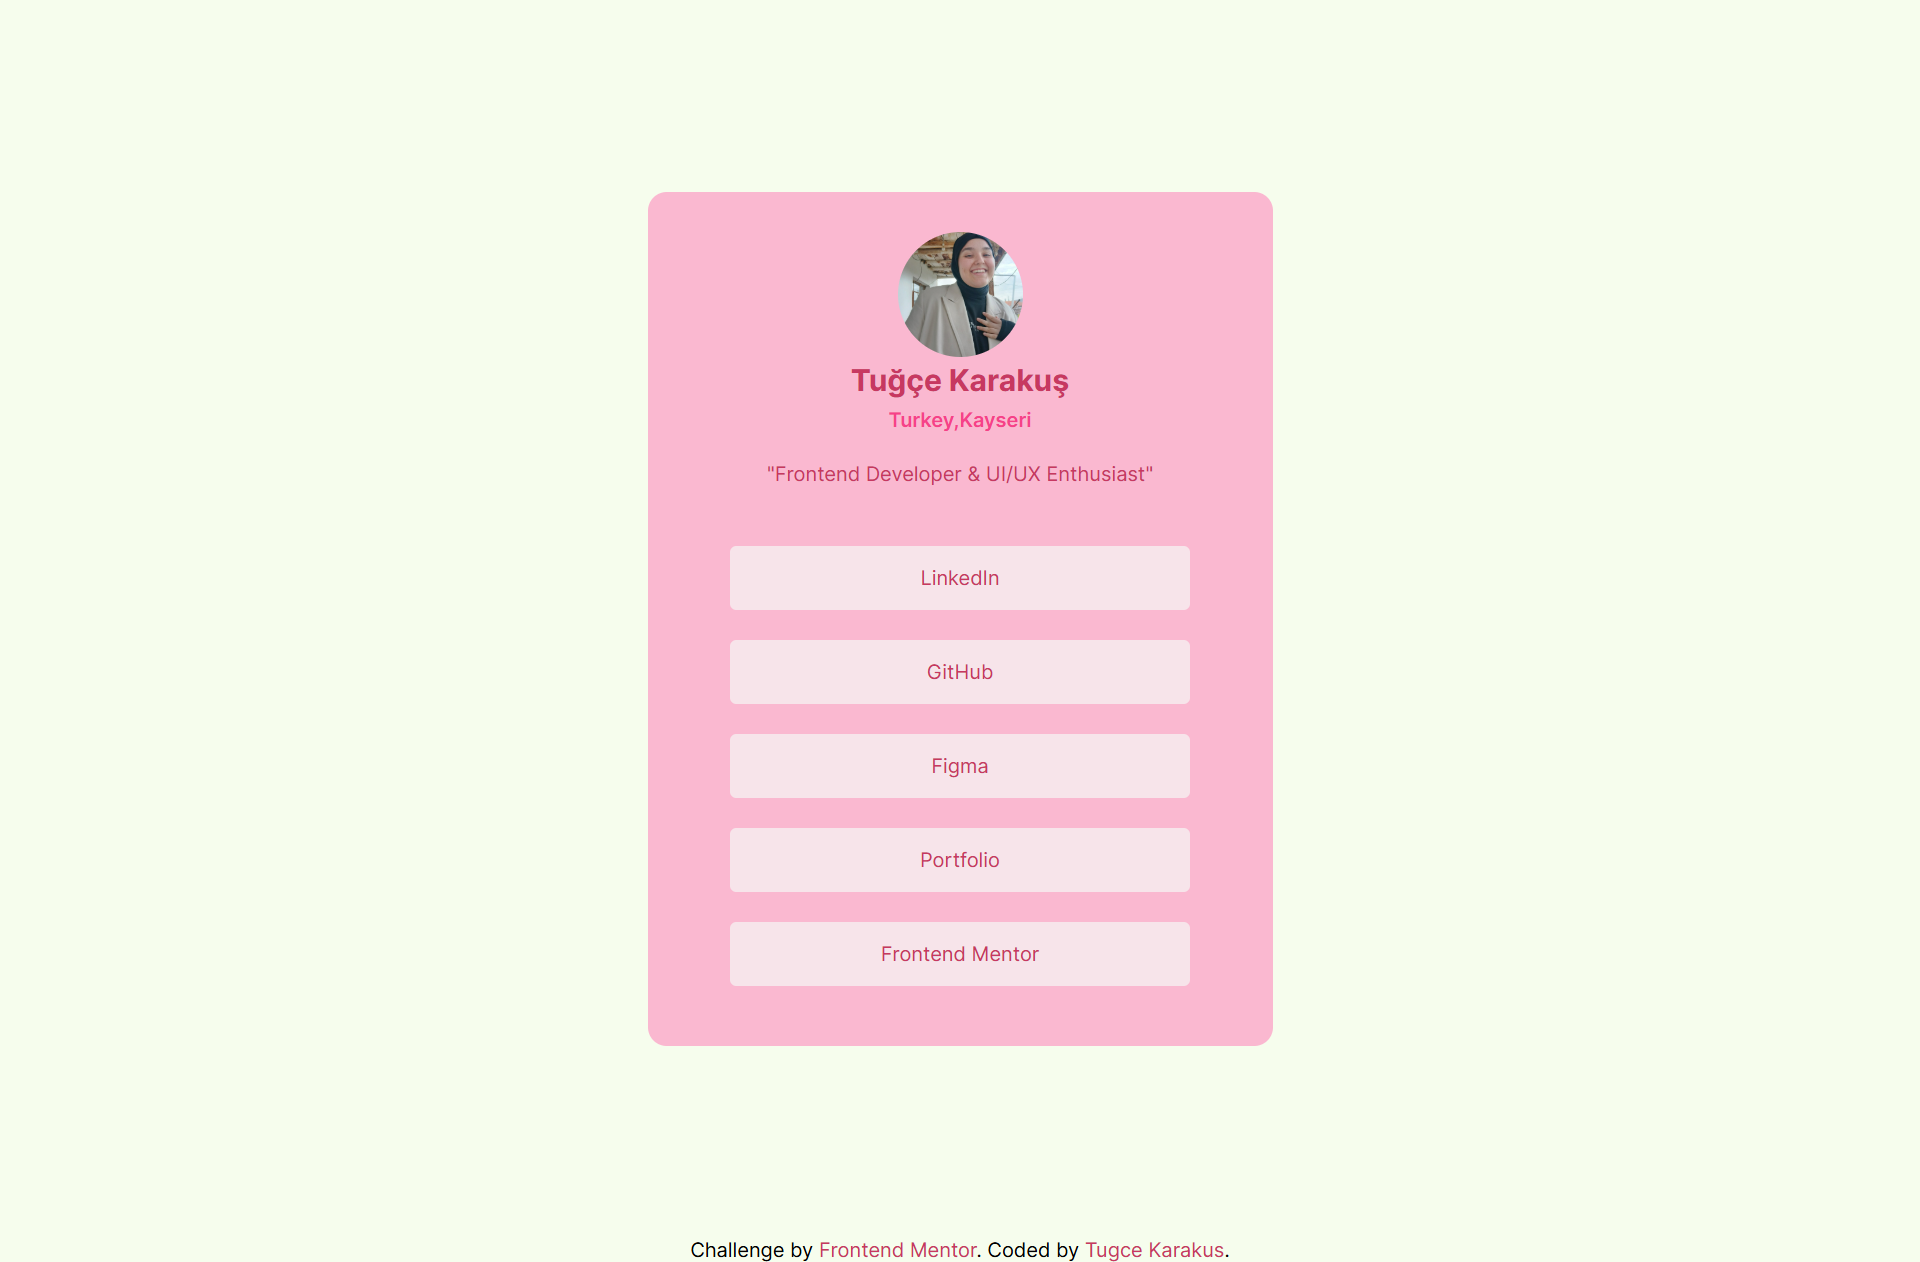 Tuğçe Karakuş
Turkey,Kayseri
"Frontend Developer & UI/UX Enthusiast"
LinkedIn
GitHub
Figma
Portfolio
Frontend Mentor
Challenge by Frontend Mentor. Coded by Tugce Karakus.